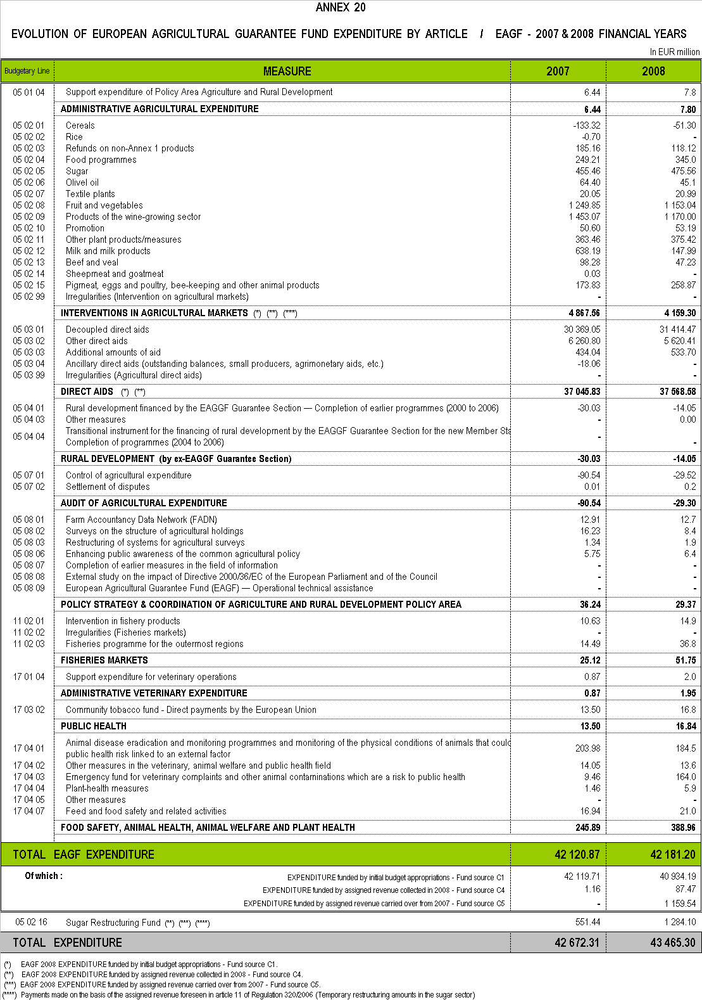 ANNEX 20
EVOLUTION OF EUROPEAN AGRICULTURAL GUARANTEE FUND EXPENDITURE BY ARTICLE / EAGF - 2007 & 2008 FINANCIAL YEARS
In EUR million
Budgetary Line MEASURE 2007 2008
05 01 04 Support expenditure of Policy Area Agriculture and Rural Development 6.44 7.8
ADMINISTRATIVE AGRICULTURAL EXPENDITURE 6.44 7.80
05 02 01 Cereals -133.32 -51.30
05 02 02 Rice -0.70 -
05 02 03 Refunds on non-Annex 1 products 185.16 118.12
05 02 04 Food programmes 249.21 345.0
05 02 05 Sugar 455.46 475.56
05 02 06 Olivel oil 64.40 45.1
05 02 07 Textile plants 20.05 20.99
05 02 08 Fruit and vegetables 1 249.85 1 153.04
05 02 09 Products of the wine-growing sector 1 453.07 1 170.00
05 02 10 Promotion 50.60 53.19
05 02 11 Other plant products/measures 363.46 375.42
05 02 12 Milk and milk products 638.19 147.99
05 02 13 Beef and veal 98.28 47.23
05 02 14 Sheepmeat and goatmeat 0.03 -
05 02 15 Pigmeat, eggs and poultry, bee-keeping and other animal products 173.83 258.87
05 02 99 Irregularities (Intervention on agricultural markets) - -
INTERVENTIONS IN AGRICULTURAL MARKETS (*) (**) (***) 4 867.56 4 159.30
05 03 01 Decoupled direct aids 30 369.05 31 414.47
05 03 02 Other direct aids 6 260.80 5 620.41
05 03 03 Additional amounts of aid 434.04 533.70
05 03 04 Ancillary direct aids (outstanding balances, small producers, agrimonetary aids, etc.) -18.06 -
05 03 99 Irregularities (Agricultural direct aids) - -
DIRECT AIDS (*) (**) 37 045.83 37 568.58
05 04 01 Rural development financed by the EAGGF Guarantee Section — Completion of earlier programmes (2000 to 2006) -30.03 -14.05
05 04 03 Other measures - 0.00
Transitional instrument for the financing of rural development by the EAGGF Guarantee Section for the new Member Sta
05 04 04 Completion of programmes (2004 to 2006) - -
RURAL DEVELOPMENT (by ex-EAGGF Guarantee Section) -30.03 -14.05
05 07 01 Control of agricultural expenditure -90.54 -29.52
05 07 02 Settlement of disputes 0.01 0.2
AUDIT OF AGRICULTURAL EXPENDITURE -90.54 -29.30
05 08 01 Farm Accountancy Data Network (FADN) 12.91 12.7
05 08 02 Surveys on the structure of agricultural holdings 16.23 8.4
05 08 03 Restructuring of systems for agricultural surveys 1.34 1.9
05 08 06 Enhancing public awareness of the common agricultural policy 5.75 6.4
05 08 07 Completion of earlier measures in the field of information - -
05 08 08 External study on the impact of Directive 2000/36/EC of the European Parliament and of the Council - -
05 08 09 European Agricultural Guarantee Fund (EAGF) — Operational technical assistance - -
POLICY STRATEGY & COORDINATION OF AGRICULTURE AND RURAL DEVELOPMENT POLICY AREA 36.24 29.37
11 02 01 Intervention in fishery products 10.63 14.9
11 02 02 Irregularities (Fisheries markets) - -
11 02 03 Fisheries programme for the outermost regions 14.49 36.8
FISHERIES MARKETS 25.12 51.75
17 01 04 Support expenditure for veterinary operations 0.87 2.0
ADMINISTRATIVE VETERINARY EXPENDITURE 0.87 1.95
17 03 02 Community tobacco fund - Direct payments by the European Union 13.50 16.8
PUBLIC HEALTH 13.50 16.84
Animal disease eradication and monitoring programmes and monitoring of the physical conditions of animals that could
17 04 01 public health risk linked to an external factor 203.98 184.5
17 04 02 Other measures in the veterinary, animal welfare and public health field 14.05 13.6
17 04 03 Emergency fund for veterinary complaints and other animal contaminations which are a risk to public health 9.46 164.0
17 04 04 Plant-health measures 1.46 5.9
17 04 05 Other measures - -
17 04 07 Feed and food safety and related activities 16.94 21.0
FOOD SAFETY, ANIMAL HEALTH, ANIMAL WELFARE AND PLANT HEALTH 245.89 388.96
TOTAL EAGF EXPENDITURE 42 120.87 42 181.20
Of which : EXPENDITURE funded by initial budget appropriations - Fund source C1 42 119.71 40 934.19
EXPENDITURE funded by assigned revenue collected in 2008 - Fund source C4 1.16 87.47
EXPENDITURE funded by assigned revenue carried over from 2007 - Fund source C5 - 1 159.54
05 02 16 Sugar Restructuring Fund (**) (***) (****) 551.44 1 284.10
TOTAL EXPENDITURE 42 672.31 43 465.30
(*) EAGF 2008 EXPENDITURE funded by initial budget appropriations - Fund source C1.
(**) EAGF 2008 EXPENDITURE funded by assigned revenue collected in 2008 - Fund source C4.
(***) EAGF 2008 EXPENDITURE funded by assigned revenue carried over from 2007 - Fund source C5.
(****) Payments made on the basis of the assigned revenue foreseen in article 11 of Regulation 320/2006 (Temporary restructuring amounts in the sugar sector)